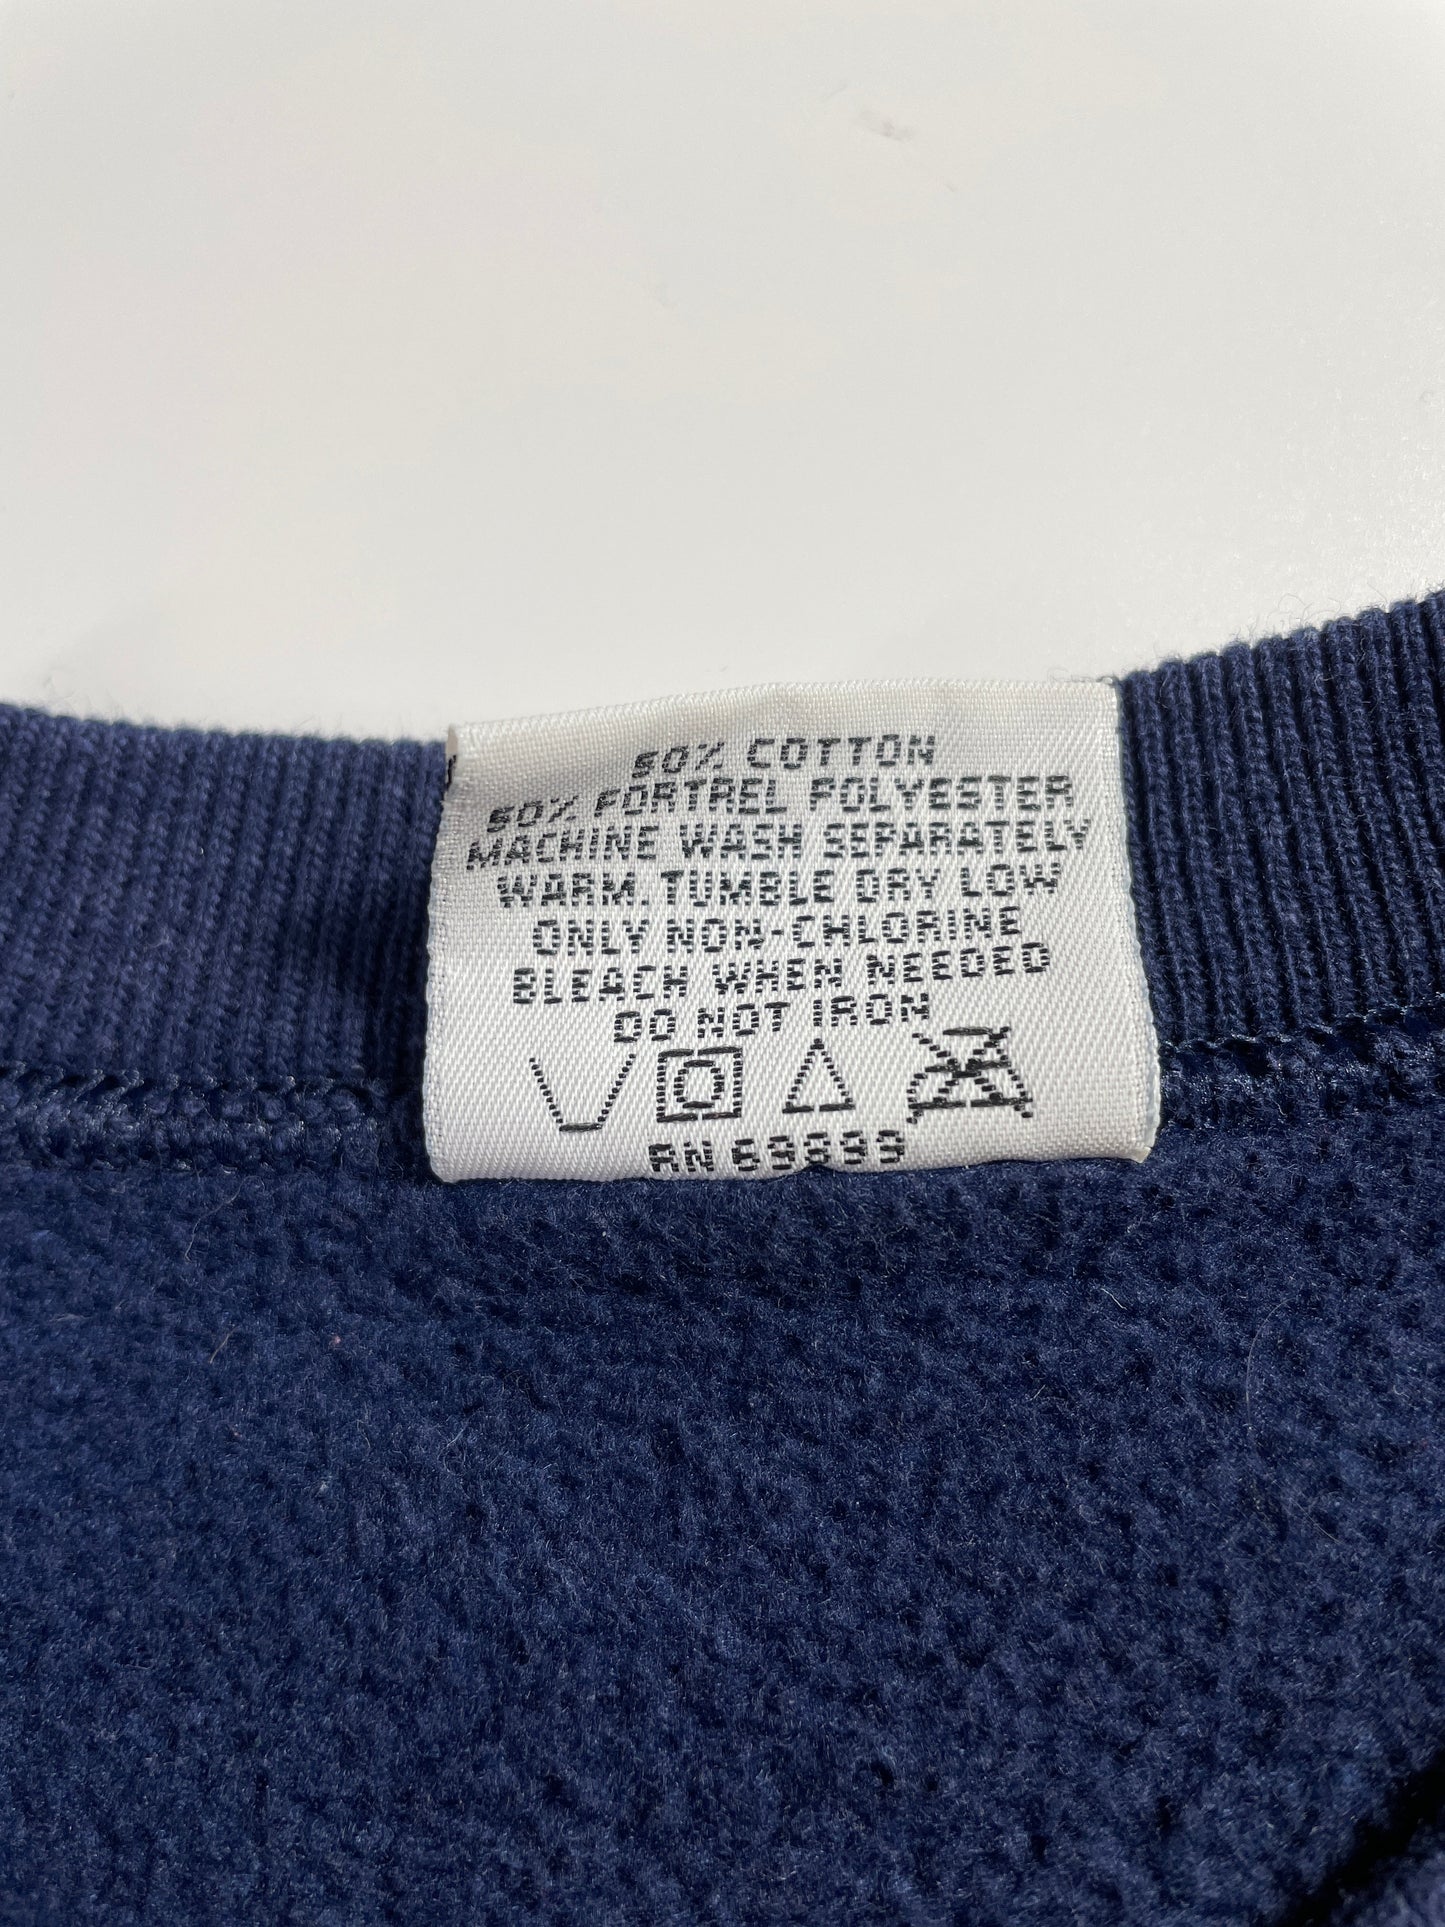 50% COTTON
50% FORTREL POLYESTER
MACHINE WASH SEPARATELY
WARM. TUMBLE DRY LOW
ONLY NON-CHLORINE
BLEACH WHEN NEEDED
DO NOT IRON
RN